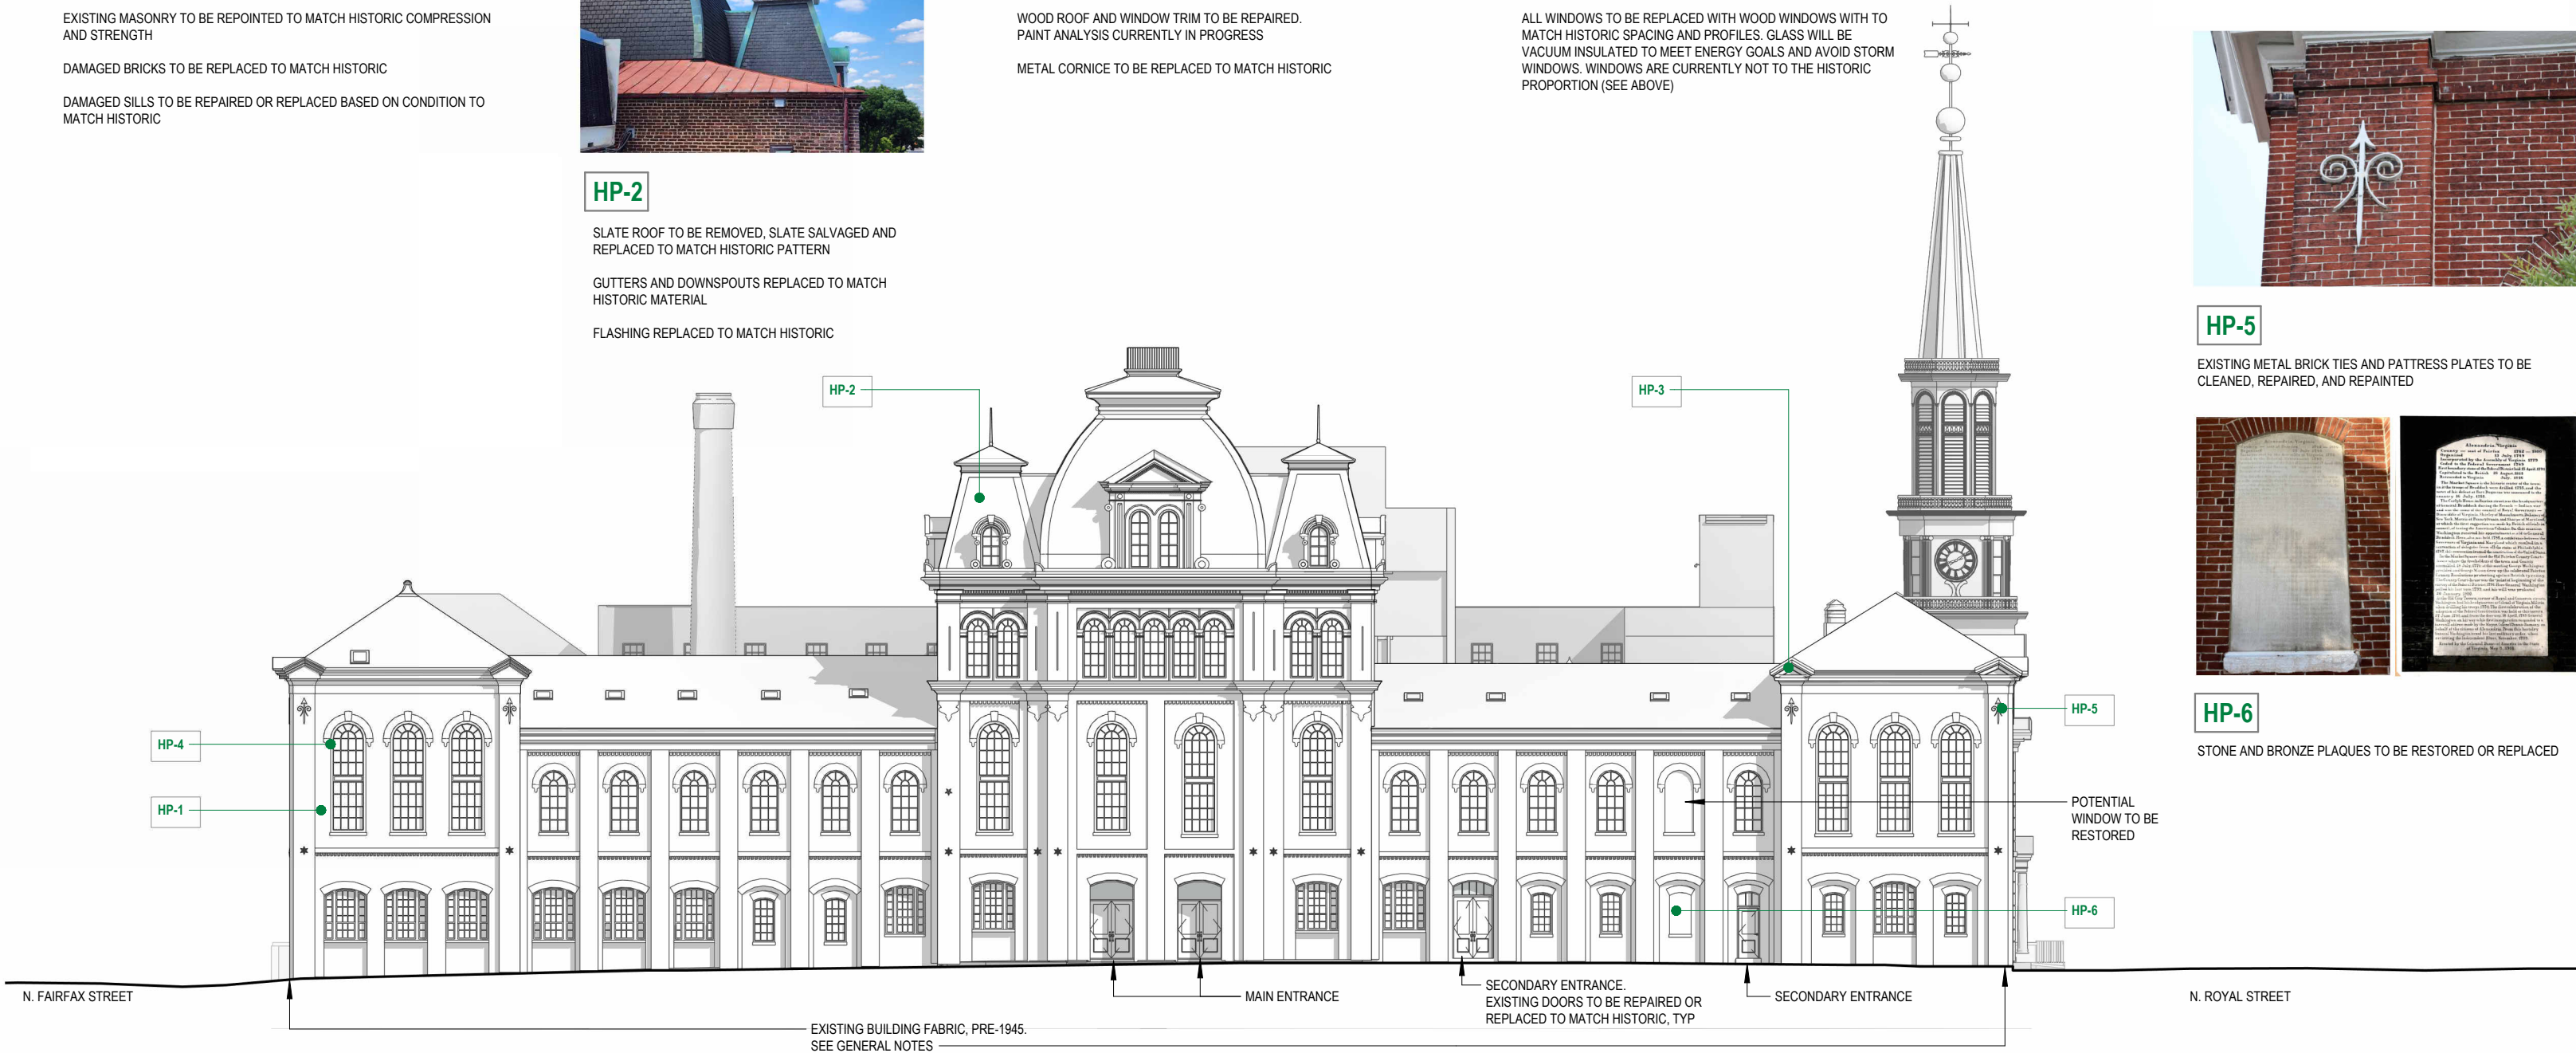 EXISTING MASONRY TO BE REPOINTED TO MATCH HISTORIC COMPRESSION
AND STRENGTH
DAMAGED BRICKS TO BE REPLACED TO MATCH HISTORIC
DAMAGED SILLS TO BE REPAIRED OR REPLACED BASED ON CONDITION TO
MATCH HISTORIC
HP-2
SLATE ROOF TO BE REMOVED, SLATE SALVAGED AND
REPLACED TO MATCH HISTORIC PATTERN
GUTTERS AND DOWNSPOUTS REPLACED TO MATCH
HISTORIC MATERIAL
FLASHING REPLACED TO MATCH HISTORIC
WOOD ROOF AND WINDOW TRIM TO BE REPAIRED.
PAINT ANALYSIS CURRENTLY IN PROGRESS
METAL CORNICE TO BE REPLACED TO MATCH HISTORIC
ALL WINDOWS TO BE REPLACED WITH WOOD WINDOWS WITH TO
MATCH HISTORIC SPACING AND PROFILES. GLASS WILL BE
VACUUM INSULATED TO MEET ENERGY GOALS AND AVOID STORM
WINDOWS. WINDOWS ARE CURRENTLY NOT TO THE HISTORIC
PROPORTION (SEE ABOVE)
HP-5
EXISTING METAL BRICK TIES AND PATTRESS PLATES TO BE
CLEANED, REPAIRED, AND REPAINTED
Alexandria, Virginia
HP-6
STONE AND BRONZE PLAQUES TO BE RESTORED OR REPLACED
HP-2
HP-3
HP-4
HP-1
HP-5
POTENTIAL
WINDOW TO BE
RESTORED
HP-6
N. FAIRFAX STREET
MAIN ENTRANCE
SECONDARY ENTRANCE.
EXISTING DOORS TO BE REPAIRED OR
REPLACED TO MATCH HISTORIC, TYP
SECONDARY ENTRANCE
N. ROYAL STREET
EXISTING BUILDING FABRIC, PRE-1945.
SEE GENERAL NOTES